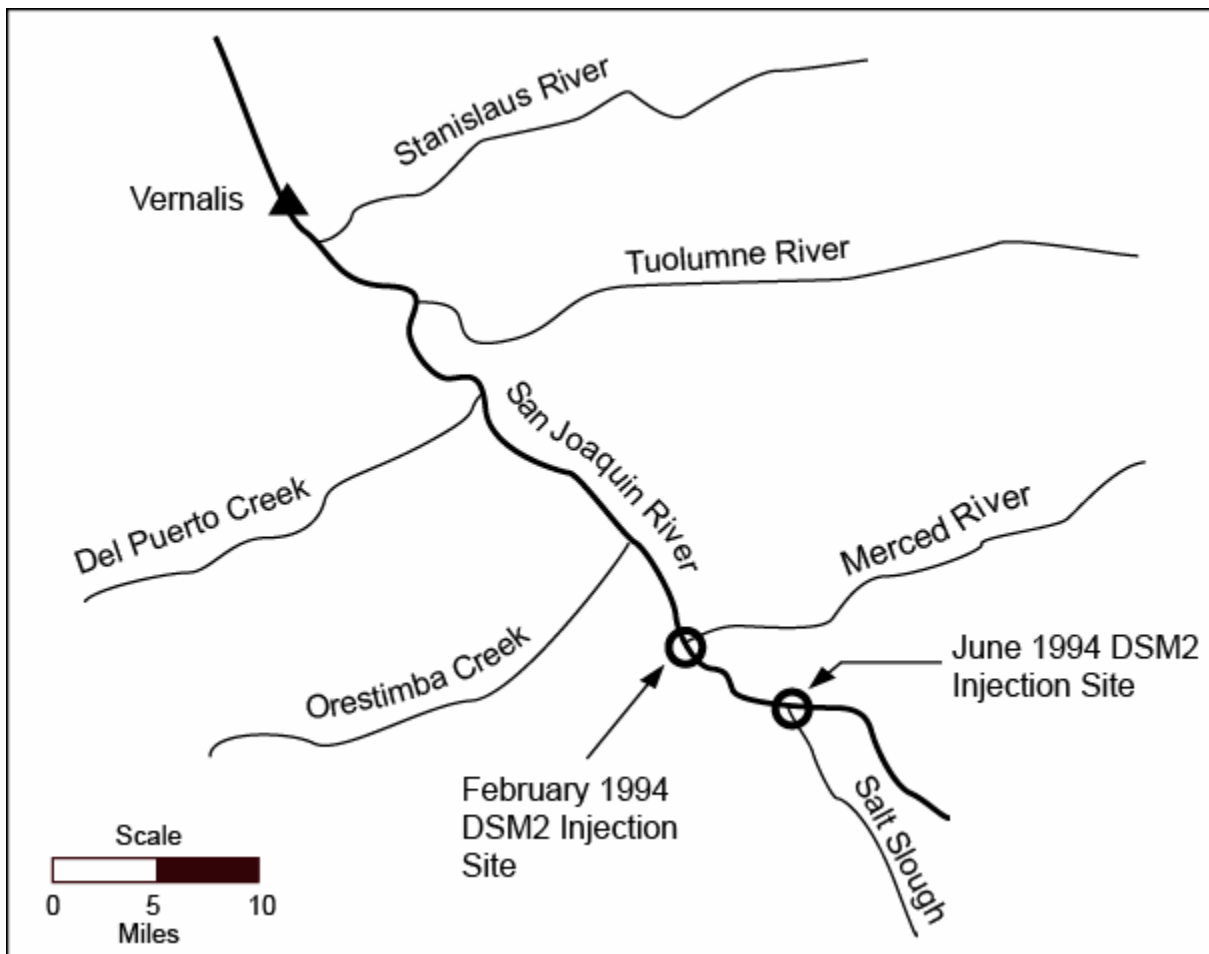 Stanislaus River
Vernalis
Tuolumne River
San Joaquin River
Del Puerto Creek
Merced River
Orestimba Creek
June 1994 DSM2
Injection Site
February 1994
DSM2 Injection
Site
Salt Slough
Scale
0 5 10
Miles